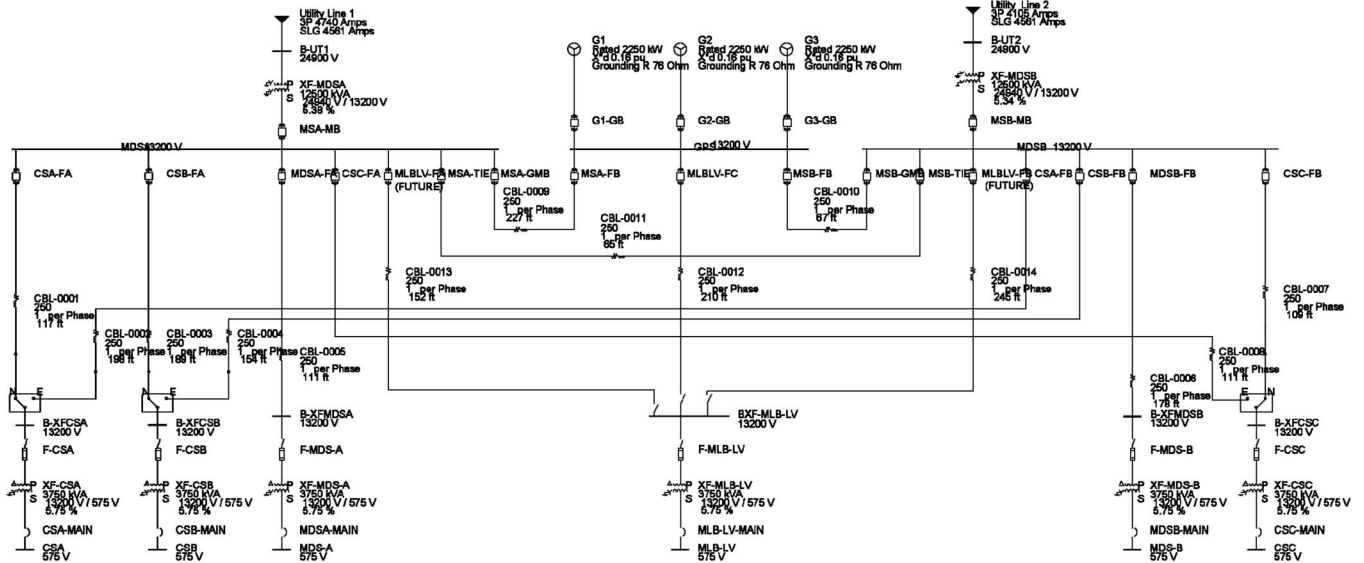 Utility Line 1
3P 4740 Amps
SLG 4561 Amps
B-UT1
24900 V
P
S
XF-MDSA
12500 kVA
24940 V / 13200 V
5.39 %
MSA-MB
G1
Rated 2250 kW
X"d 0.16 pu
Grounding R 76 Ohm
G2
Rated 2250 kW
X"d 0.16 pu
Grounding R 76 Ohm
G3
Rated 2250 kW
X"d 0.16 pu
Grounding R 76 Ohm
G1-GB
G2-GB
G3-GB
Utility Line 2
3P 4105 Amps
SLG 4561 Amps
B-UT2
24900 V
P
S
XF-MDSB
12500 kVA
24940 V / 13200 V
5.34 %
MSB-MB
13200 V
GPS 13200 V
MDSB 13200 V
CSA-FA
CSB-FA
MDSA-FA
CSC-FA
MLBLV-FA
(FUTURE)
MSA-TIE
MSA-GMB
MSA-FB
MLBLV-FC
MSB-FB
MSB-GMB
MSB-TIE
MLBLV-FB
(FUTURE)
CSA-FB
CSB-FB
MDSB-FB
CSC-FB
CBL-0009
250
1 per Phase
227 ft
CBL-0010
250
1 per Phase
67 ft
CBL-0011
250
1 per Phase
65 ft
CBL-0013
250
1 per Phase
152 ft
CBL-0012
250
1 per Phase
210 ft
CBL-0014
250
1 per Phase
245 ft
CBL-0001
250
1 per Phase
117 ft
CBL-0007
250
1 per Phase
109 ft
CBL-0002
250
1 per Phase
198 ft
CBL-0003
250
1 per Phase
189 ft
CBL-0004
250
1 per Phase
154 ft
CBL-0005
250
1 per Phase
111 ft
CBL-0006
250
1 per Phase
178 ft
CBL-0008
250
1 per Phase
111 ft
N E
N E
E N
B-XFCSA
13200 V
B-XFCSB
13200 V
B-XFMDSA
13200 V
BXF-MLB-LV
13200 V
B-XFMDSB
13200 V
B-XFCSC
13200 V
F-CSA
F-CSB
F-MDS-A
F-MLB-LV
F-MDS-B
F-CSC
P
S
XF-CSA
3750 kVA
13200 V / 575 V
5.75 %
P
S
XF-CSB
3750 kVA
13200 V / 575 V
5.75 %
P
S
XF-MDS-A
3750 kVA
13200 V / 575 V
5.75 %
P
S
XF-MLB-LV
3750 kVA
13200 V / 575 V
5.75 %
P
S
XF-MDS-B
3750 kVA
13200 V / 575 V
5.75 %
P
S
XF-CSC
3750 kVA
13200 V / 575 V
5.75 %
CSA-MAIN
CSB-MAIN
MDSA-MAIN
MLB-LV-MAIN
MDSB-MAIN
CSC-MAIN
CSA
575 V
CSB
575 V
MDS-A
575 V
MLB-LV
575 V
MDS-B
575 V
CSC
575 V